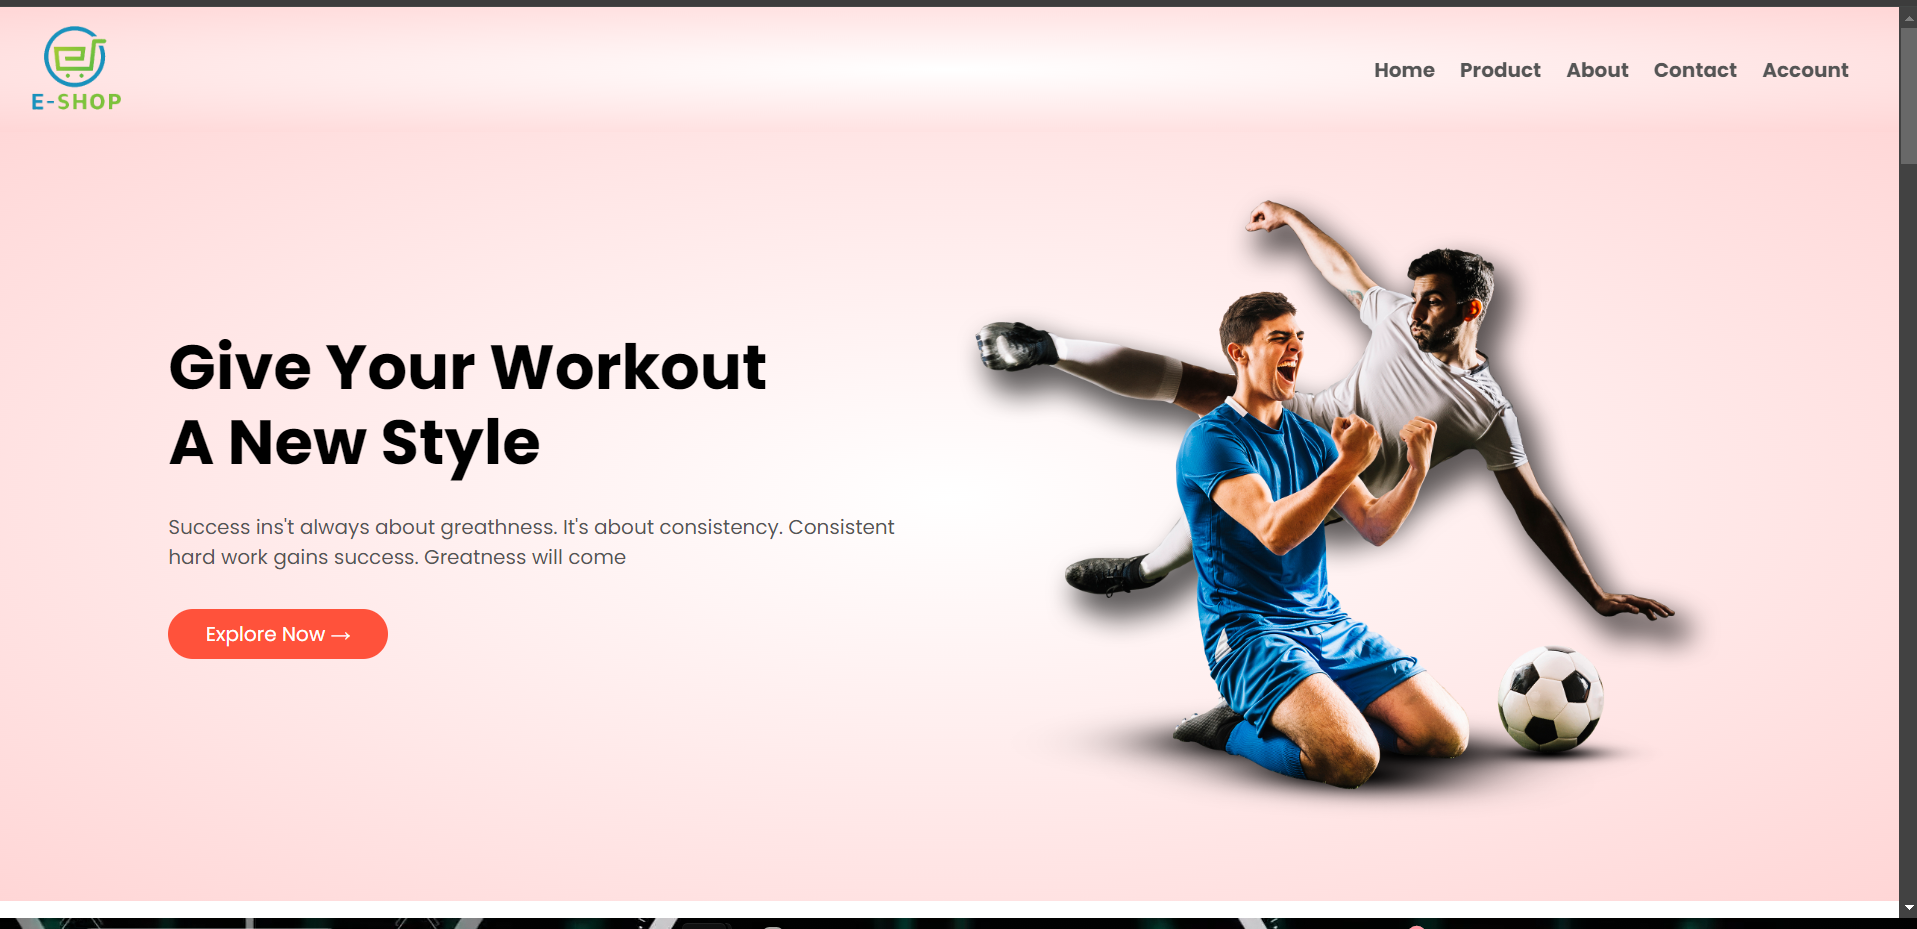 E-SHOP
Home Product About Contact Account
Give Your Workout
A New Style
Success ins't always about greathness. It's about consistency. Consistent
hard work gains success. Greatness will come
Explore Now →